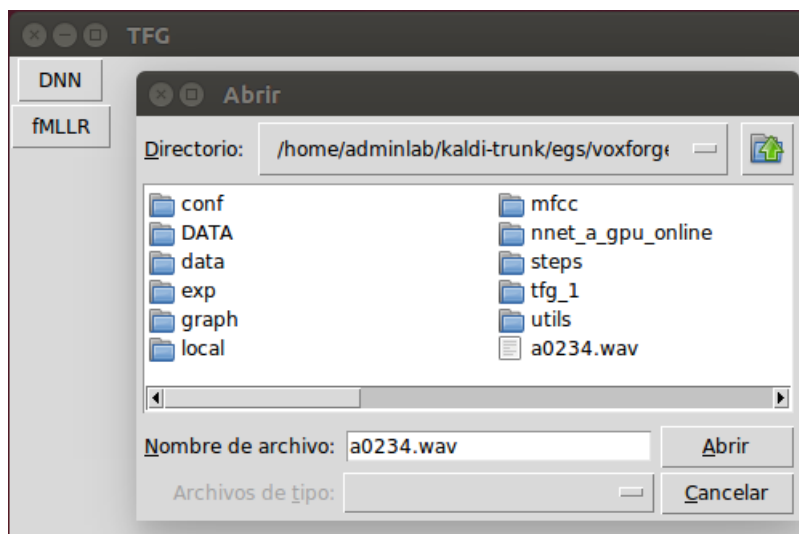 TFG
DNN
fMLLR
Abrir
Directorio: /home/adminlab/kaldi-trunk/egs/voxforge
conf
DATA
data
exp
graph
local
mfcc
nnet_a_gpu_online
steps
tfg_1
utils
a0234.wav
Nombre de archivo: a0234.wav
Abrir
Archivos de tipo:
Cancelar